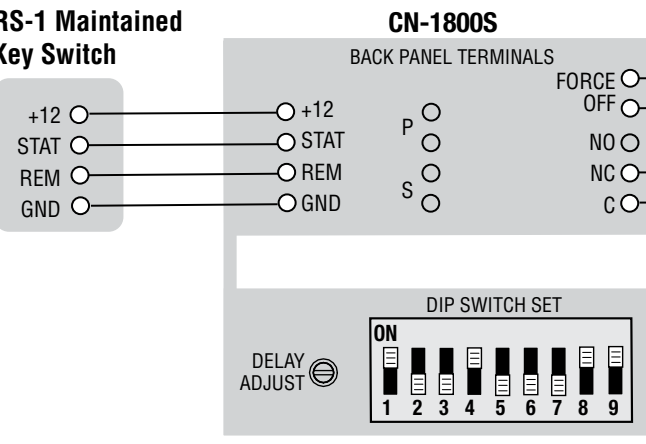 RS-1 Maintained
Key Switch
+12
STAT
REM
GND
CN-1800S
BACK PANEL TERMINALS
+12
STAT
REM
GND
P
S
FORCE
OFF
NO
NC
C
DIP SWITCH SET
ON
DELAY
ADJUST
1 2 3 4 5 6 7 8 9